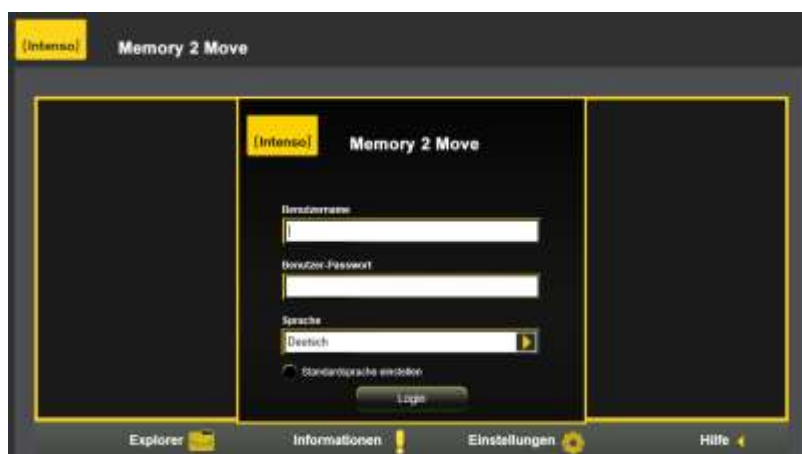 (Intenso) Memory 2 Move
(Intenso) Memory 2 Move
Benutzername
Benutzer-Passwort
Sprache
Deutsch
Standardsprache einstellen
Login
Explorer Informationen Einstellungen Hilfe